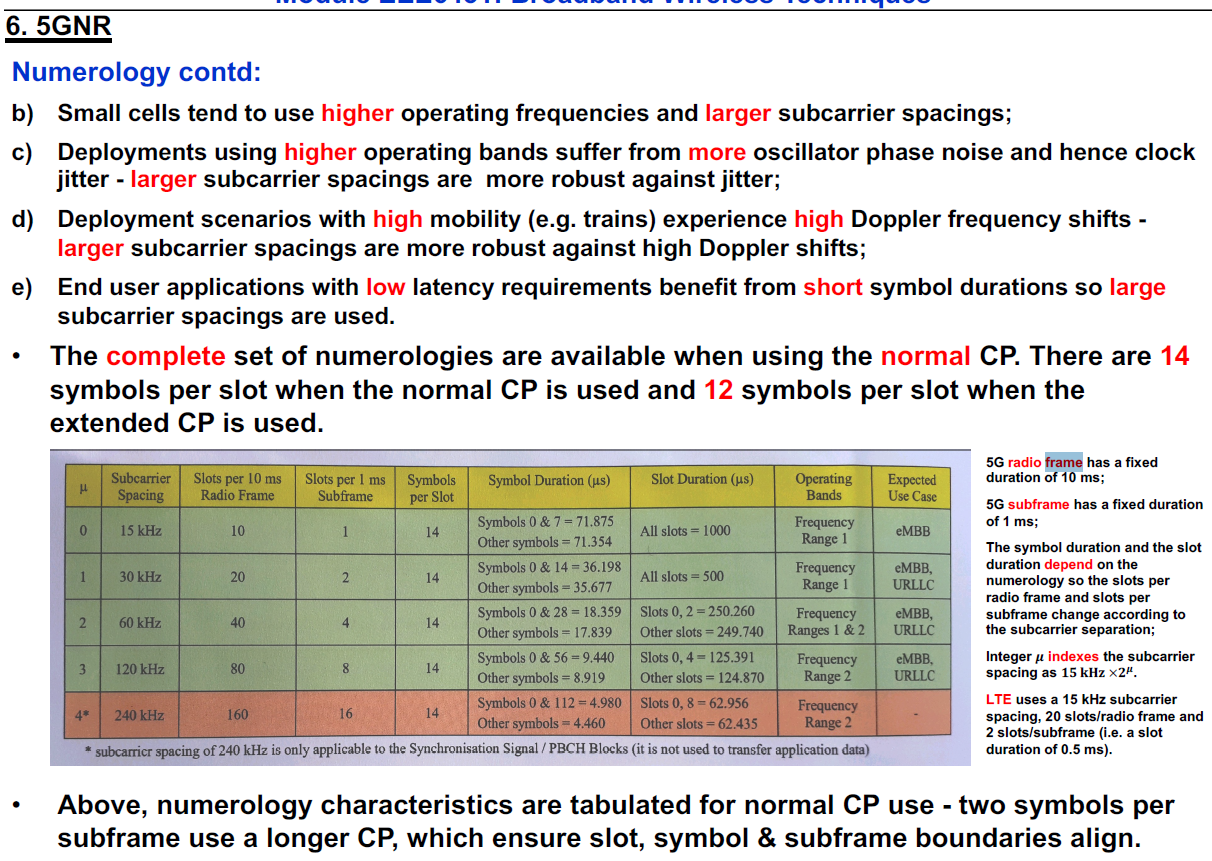 6. 5GNR
Numerology contd:
b) Small cells tend to use higher operating frequencies and larger subcarrier spacings;
c) Deployments using higher operating bands suffer from more oscillator phase noise and hence clock
jitter - larger subcarrier spacings are more robust against jitter;
d) Deployment scenarios with high mobility (e.g. trains) experience high Doppler frequency shifts -
larger subcarrier spacings are more robust against high Doppler shifts;
e) End user applications with low latency requirements benefit from short symbol durations so large
subcarrier spacings are used.
• The complete set of numerologies are available when using the normal CP. There are 14
symbols per slot when the normal CP is used and 12 symbols per slot when the
extended CP is used.
μ Subcarrier Spacing Slots per 10 ms Radio Frame Slots per 1 ms Subframe Symbols per Slot Symbol Duration (μs) Slot Duration (μs) Operating Bands Expected Use Case
0 15 kHz 10 1 14 Symbols 0 & 7 = 71.875 Other symbols = 71.354 All slots = 1000 Frequency Range 1 eMBB
1 30 kHz 20 2 14 Symbols 0 & 14 = 36.198 Other symbols = 35.677 All slots = 500 Frequency Range 1 eMBB, URLLC
2 60 kHz 40 4 14 Symbols 0 & 28 = 18.359 Other symbols = 17.839 Slots 0, 2 = 250.260 Other slots = 249.740 Frequency Ranges 1 & 2 eMBB, URLLC
3 120 kHz 80 8 14 Symbols 0 & 56 = 9.440 Other symbols = 8.919 Slots 0, 4 = 125.391 Other slots = 124.870 Frequency Range 2 eMBB, URLLC
4* 240 kHz 160 16 14 Symbols 0 & 112 = 4.980 Other symbols = 4.460 Slots 0, 8 = 62.956 Other slots = 62.435 Frequency Range 2 -
* subcarrier spacing of 240 kHz is only applicable to the Synchronisation Signal / PBCH Blocks (it is not used to transfer application data)
5G radio frame has a fixed
duration of 10 ms;
5G subframe has a fixed duration
of 1 ms;
The symbol duration and the slot
duration depend on the
numerology so the slots per
radio frame and slots per
subframe change according to
the subcarrier separation;
Integer μ indexes the subcarrier
spacing as 15 kHz ×2^μ.
LTE uses a 15 kHz subcarrier
spacing, 20 slots/radio frame and
2 slots/subframe (i.e. a slot
duration of 0.5 ms).
• Above, numerology characteristics are tabulated for normal CP use - two symbols per
subframe use a longer CP, which ensure slot, symbol & subframe boundaries align.